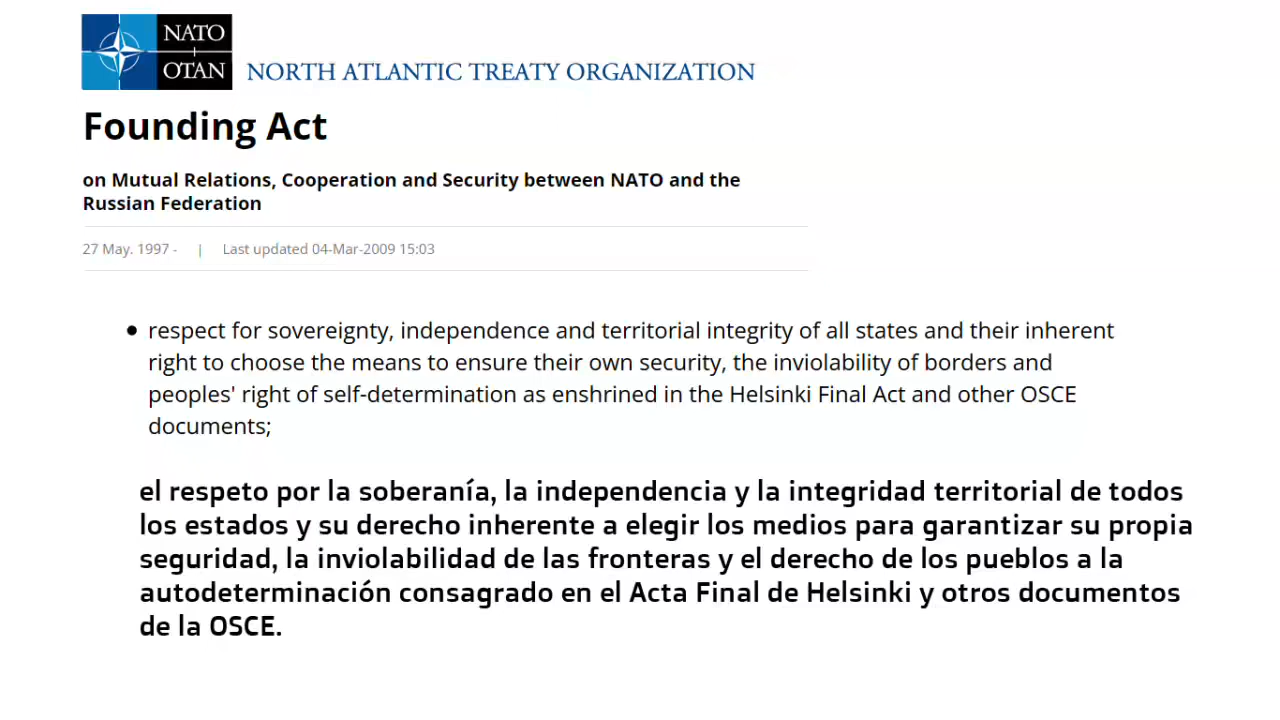 NATO
OTAN
NORTH ATLANTIC TREATY ORGANIZATION
Founding Act
on Mutual Relations, Cooperation and Security between NATO and the
Russian Federation
27 May. 1997 - | Last updated 04-Mar-2009 15:03
• respect for sovereignty, independence and territorial integrity of all states and their inherent
right to choose the means to ensure their own security, the inviolability of borders and
peoples' right of self-determination as enshrined in the Helsinki Final Act and other OSCE
documents;
el respeto por la soberanía, la independencia y la integridad territorial de todos
los estados y su derecho inherente a elegir los medios para garantizar su propia
seguridad, la inviolabilidad de las fronteras y el derecho de los pueblos a la
autodeterminación consagrado en el Acta Final de Helsinki y otros documentos
de la OSCE.